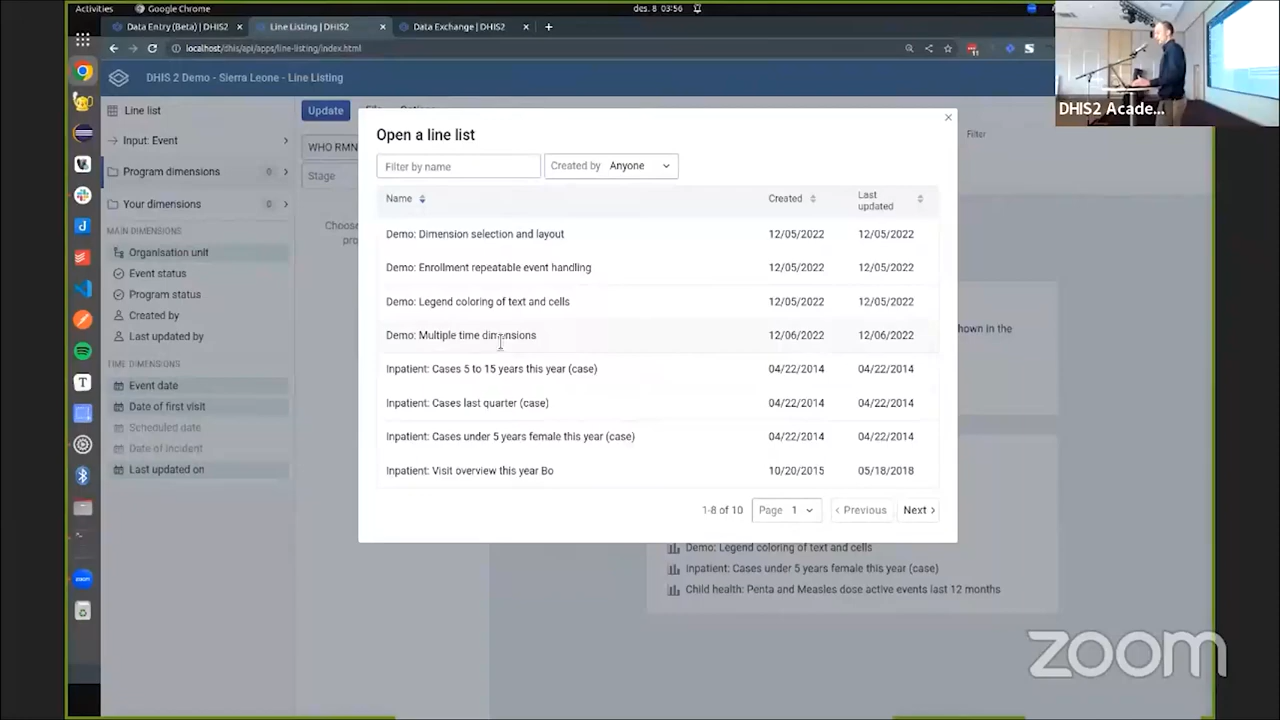 Activities Google Chrome des. 8 03:56
Data Entry (Beta) | DHIS2 × Line Listing | DHIS2 × Data Exchange | DHIS2 × +
localhost/dhis/api/apps/line-listing/index.html
DHIS 2 Demo - Sierra Leone - Line Listing
DHIS2 Acade...
Line list
Update
Input: Event
WHO RMN
Filter
Program dimensions 0
Stage
Your dimensions 0
MAIN DIMENSIONS
Organisation unit
Event status
Program status
Created by
Last updated by
TIME DIMENSIONS
Event date
Date of first visit
Scheduled date
Date of incident
Last updated on
Open a line list
Filter by name Created by Anyone
Name Created Last updated
Demo: Dimension selection and layout 12/05/2022 12/05/2022
Demo: Enrollment repeatable event handling 12/05/2022 12/05/2022
Demo: Legend coloring of text and cells 12/05/2022 12/05/2022
Demo: Multiple time dimensions 12/06/2022 12/06/2022
Inpatient: Cases 5 to 15 years this year (case) 04/22/2014 04/22/2014
Inpatient: Cases last quarter (case) 04/22/2014 04/22/2014
Inpatient: Cases under 5 years female this year (case) 04/22/2014 04/22/2014
Inpatient: Visit overview this year Bo 10/20/2015 05/18/2018
1-8 of 10 Page 1 Previous Next
hown in the
Demo: Legend coloring of text and cells
Inpatient: Cases under 5 years female this year (case)
Child health: Penta and Measles dose active events last 12 months
zoom